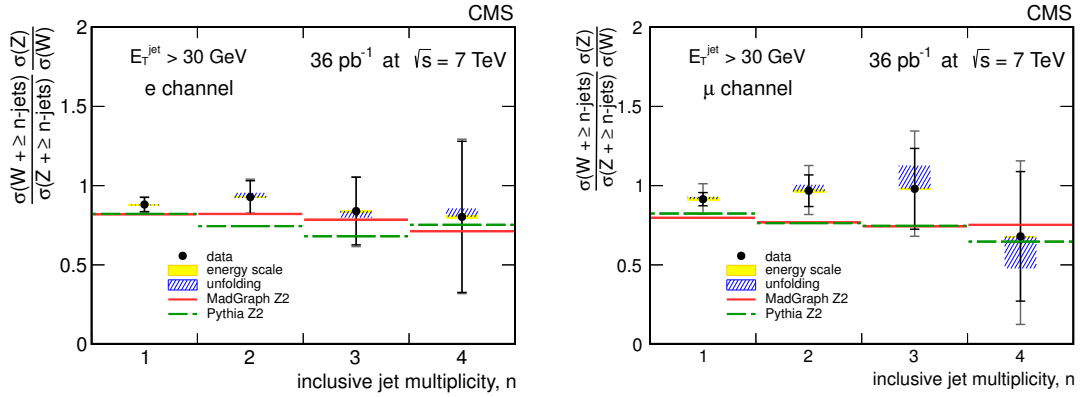 CMS
E_T^jet > 30 GeV
36 pb⁻¹ at √s = 7 TeV
e channel
σ(W + ≥ n-jets) σ(Z)
σ(Z + ≥ n-jets) σ(W)
2
1.5
1
0.5
0
data
energy scale
unfolding
MadGraph Z2
Pythia Z2
1 2 3 4
inclusive jet multiplicity, n
CMS
E_T^jet > 30 GeV
36 pb⁻¹ at √s = 7 TeV
μ channel
σ(W + ≥ n-jets) σ(Z)
σ(Z + ≥ n-jets) σ(W)
2
1.5
1
0.5
0
data
energy scale
unfolding
MadGraph Z2
Pythia Z2
1 2 3 4
inclusive jet multiplicity, n